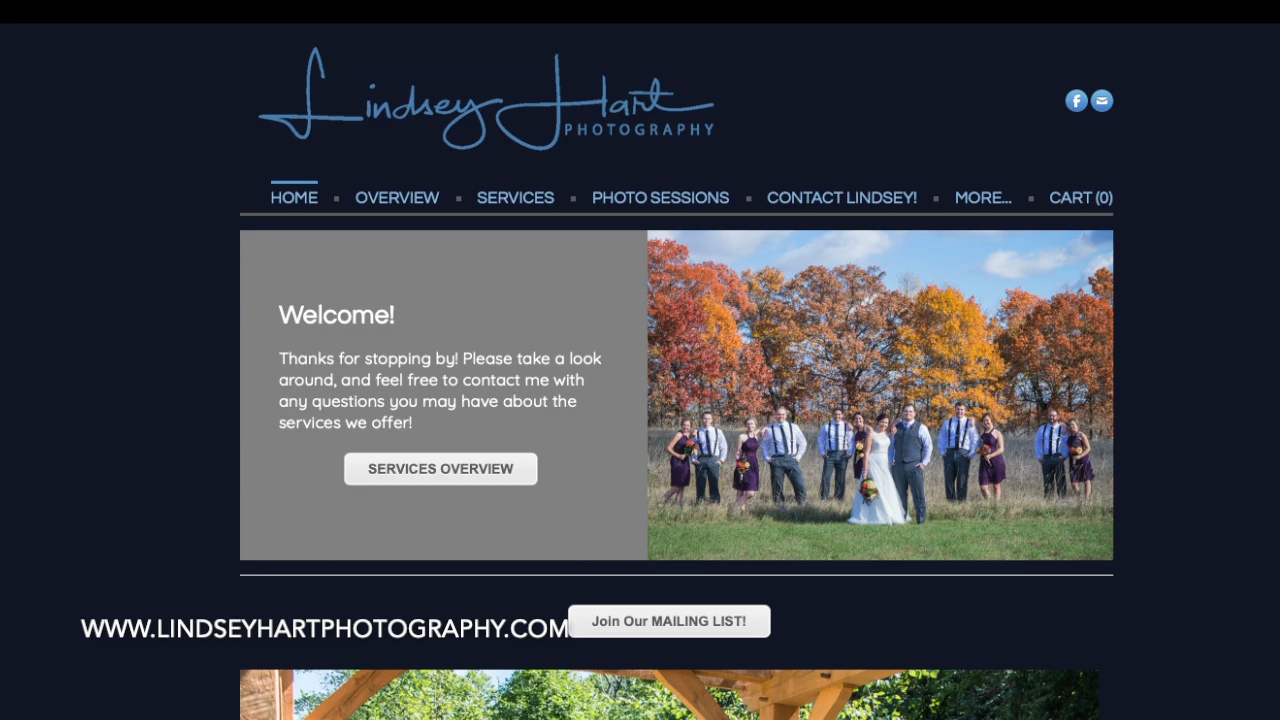 Lindsey Hart
PHOTOGRAPHY
HOME OVERVIEW SERVICES PHOTO SESSIONS CONTACT LINDSEY! MORE... CART (0)
Welcome!
Thanks for stopping by! Please take a look
around, and feel free to contact me with
any questions you may have about the
services we offer!
SERVICES OVERVIEW
WWW.LINDSEYHARTPHOTOGRAPHY.COM
Join Our MAILING LIST!